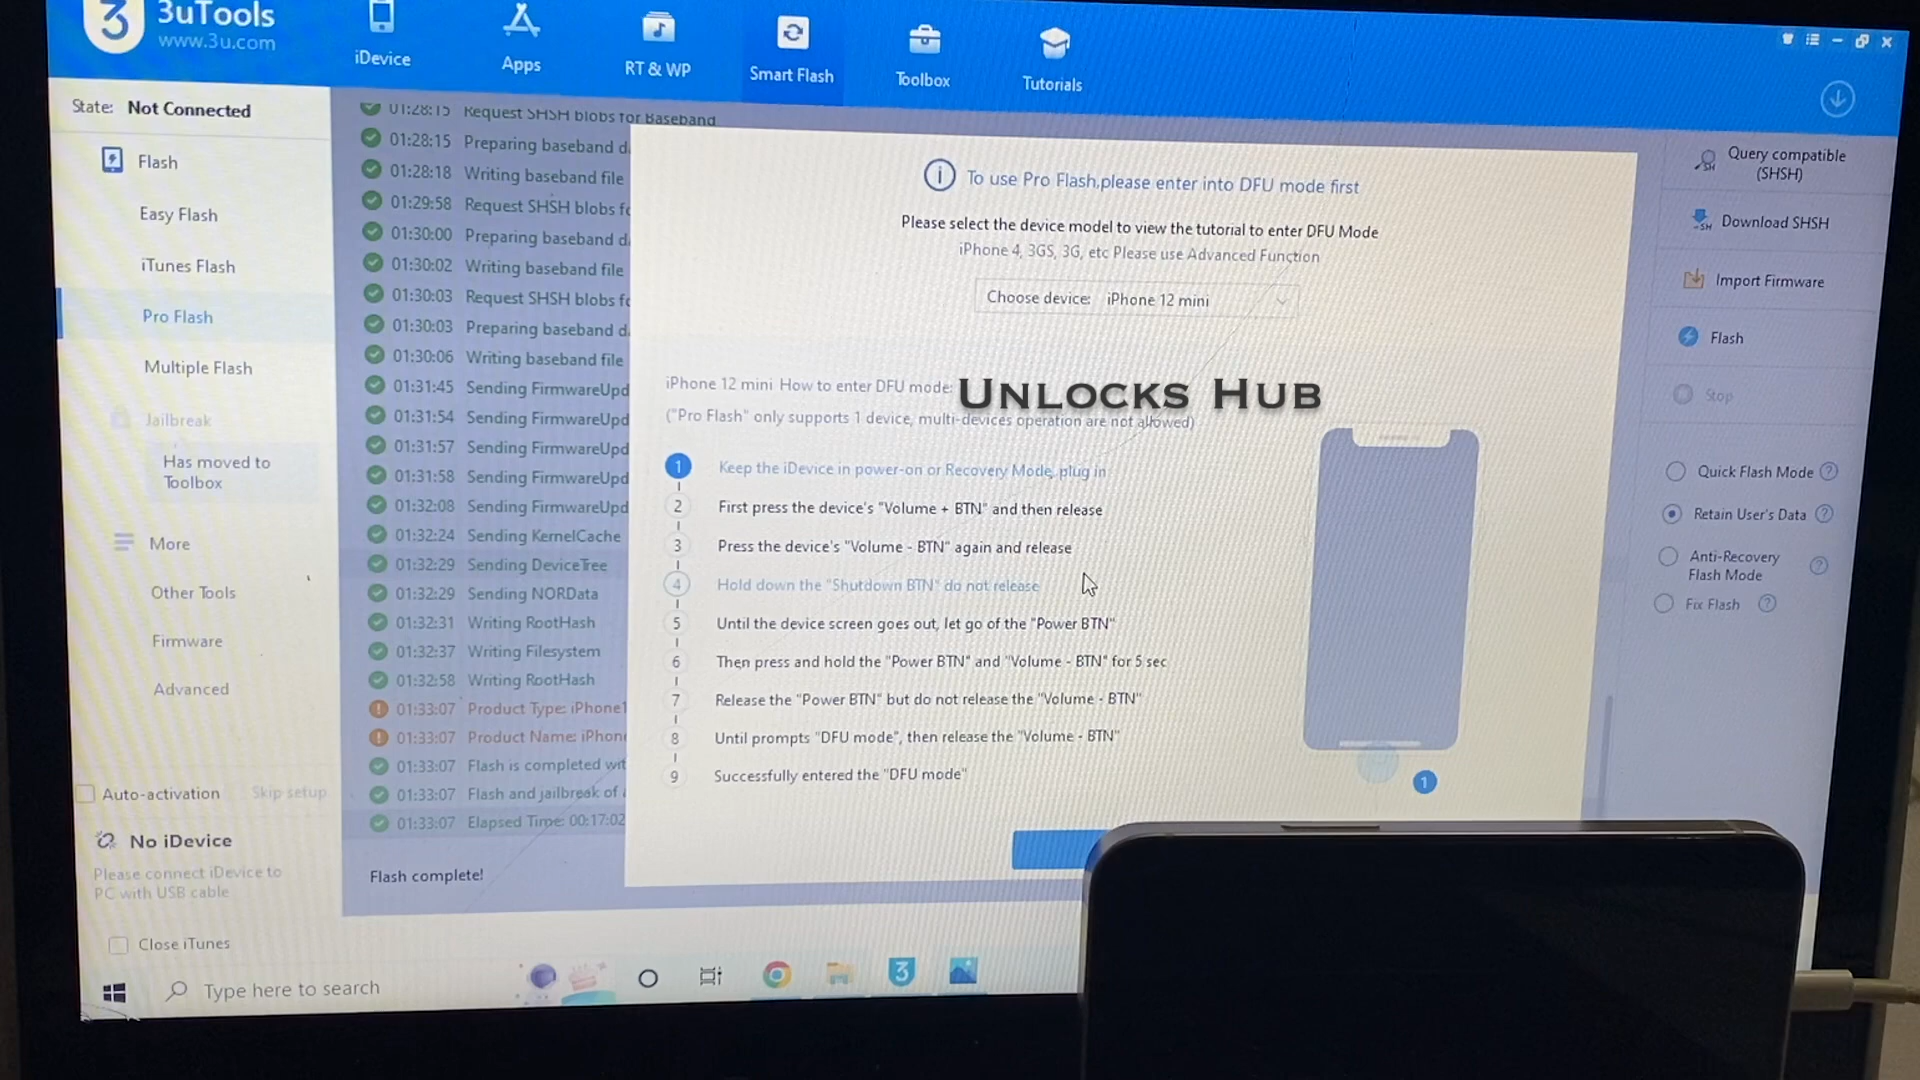 3uTools
www.3u.com
iDevice
Apps
RT & WP
Smart Flash
Toolbox
Tutorials
State: Not Connected
Flash
Easy Flash
iTunes Flash
Pro Flash
Multiple Flash
Jailbreak
Has moved to
Toolbox
More
Other Tools
Firmware
Advanced
Auto-activation
Skip setup
No iDevice
Please connect iDevice to
PC with USB cable
Close iTunes
01:28:15 Request SHSH blobs for Baseband
01:28:15 Preparing baseband d
01:28:18 Writing baseband file
01:29:58 Request SHSH blobs fo
01:30:00 Preparing baseband d
01:30:02 Writing baseband file
01:30:03 Request SHSH blobs fo
01:30:03 Preparing baseband d
01:30:06 Writing baseband file
01:31:45 Sending FirmwareUpd
01:31:54 Sending FirmwareUpd
01:31:57 Sending FirmwareUpd
01:31:58 Sending FirmwareUpd
01:32:08 Sending FirmwareUpd
01:32:24 Sending KernelCache
01:32:29 Sending DeviceTree
01:32:29 Sending NORData
01:32:31 Writing RootHash
01:32:37 Writing Filesystem
01:32:58 Writing RootHash
01:33:07 Product Type: iPhone1
01:33:07 Product Name: iPhon
01:33:07 Flash is completed wit
01:33:07 Flash and jailbreak of
01:33:07 Elapsed Time: 00:17:02
Flash complete!
To use Pro Flash,please enter into DFU mode first
Please select the device model to view the tutorial to enter DFU Mode
iPhone 4, 3GS, 3G, etc Please use Advanced Function
Choose device: iPhone 12 mini
iPhone 12 mini How to enter DFU mode:
Unlocks Hub
("Pro Flash" only supports 1 device, multi-devices operation are not allowed)
1 Keep the iDevice in power-on or Recovery Mode, plug in
2 First press the device's "Volume + BTN" and then release
3 Press the device's "Volume - BTN" again and release
4 Hold down the "Shutdown BTN" do not release
5 Until the device screen goes out, let go of the "Power BTN"
6 Then press and hold the "Power BTN" and "Volume - BTN" for 5 sec
7 Release the "Power BTN" but do not release the "Volume - BTN"
8 Until prompts "DFU mode", then release the "Volume - BTN"
9 Successfully entered the "DFU mode"
1
Query compatible
(SHSH)
Download SHSH
Import Firmware
Flash
Stop
Quick Flash Mode
Retain User's Data
Anti-Recovery
Flash Mode
Fix Flash
Type here to search